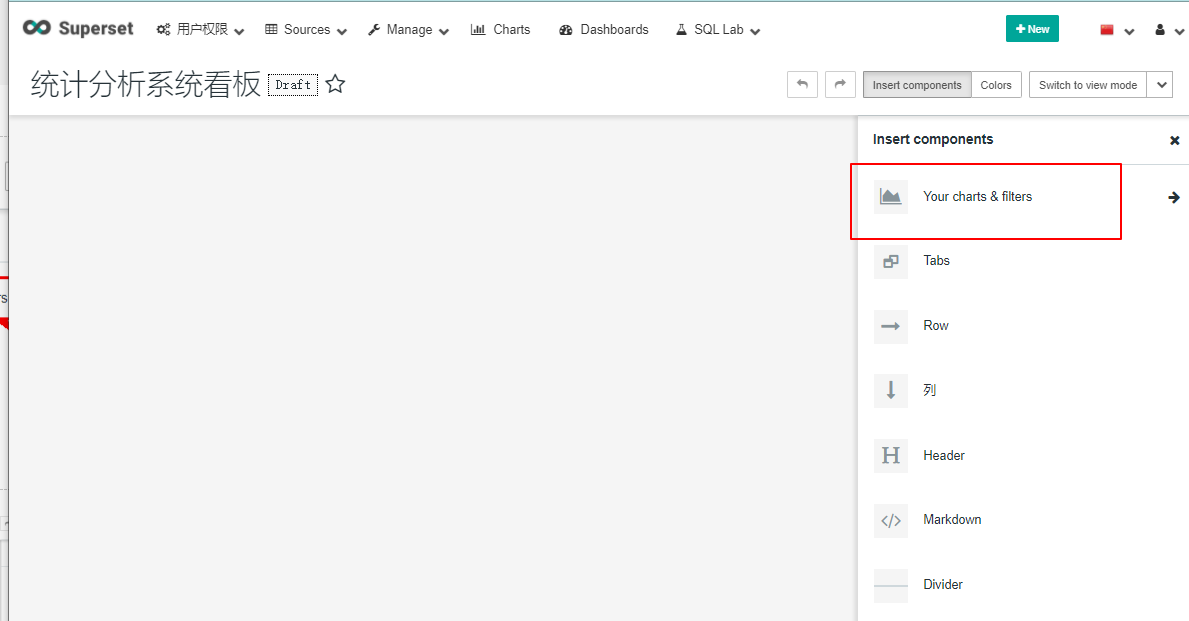 Superset 用户权限 Sources Manage Charts Dashboards SQL Lab + New
统计分析系统看板 Draft Insert components Colors Switch to view mode
Insert components
Your charts & filters
Tabs
Row
列
Header
Markdown
Divider